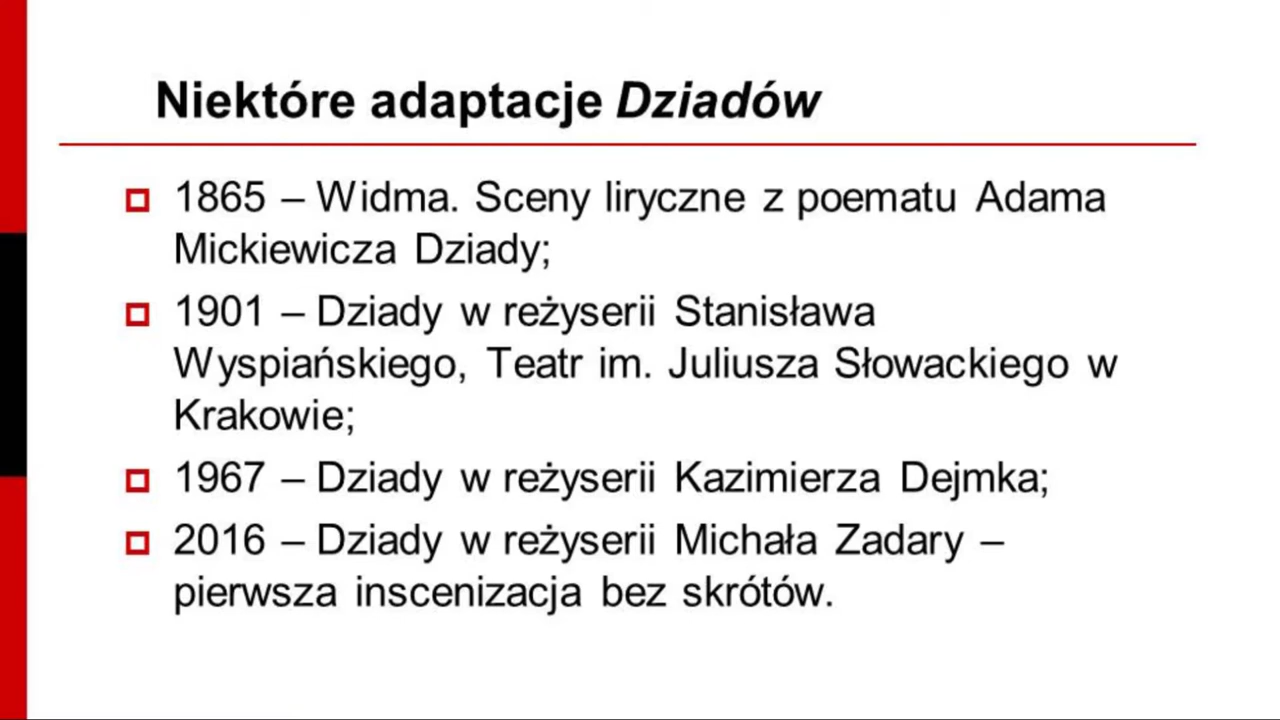 Niektóre adaptacje Dziadów
1865 – Widma. Sceny liryczne z poematu Adama
Mickiewicza Dziady;
1901 – Dziady w reżyserii Stanisława
Wyspiańskiego, Teatr im. Juliusza Słowackiego w
Krakowie;
1967 – Dziady w reżyserii Kazimierza Dejmka;
2016 – Dziady w reżyserii Michała Zadary –
pierwsza inscenizacja bez skrótów.